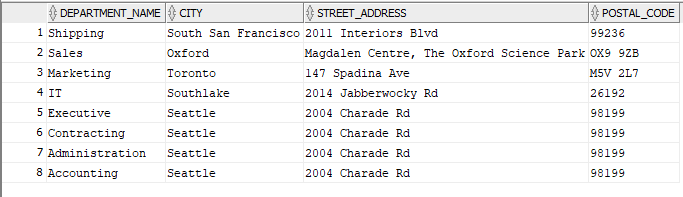 DEPARTMENT_NAME CITY STREET_ADDRESS POSTAL_CODE
1 Shipping South San Francisco 2011 Interiors Blvd 99236
2 Sales Oxford Magdalen Centre, The Oxford Science Park OX9 9ZB
3 Marketing Toronto 147 Spadina Ave M5V 2L7
4 IT Southlake 2014 Jabberwocky Rd 26192
5 Executive Seattle 2004 Charade Rd 98199
6 Contracting Seattle 2004 Charade Rd 98199
7 Administration Seattle 2004 Charade Rd 98199
8 Accounting Seattle 2004 Charade Rd 98199